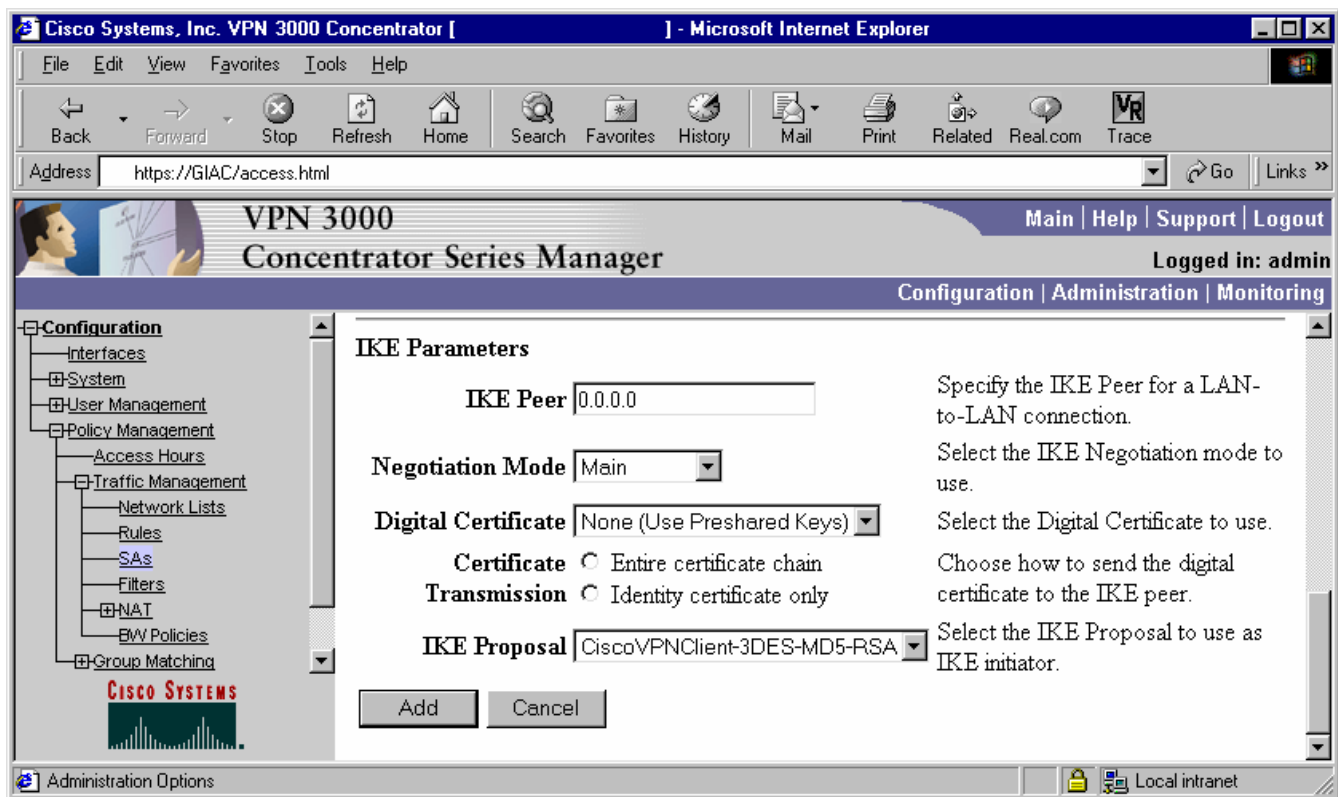 Cisco Systems, Inc. VPN 3000 Concentrator [ ] - Microsoft Internet Explorer
File Edit View Favorites Tools Help
Back Forward Stop Refresh Home Search Favorites History Mail Print Related Real.com Trace
Address https://GIAC/access.html Go Links »
VPN 3000
Concentrator Series Manager
Main | Help | Support | Logout
Logged in: admin
Configuration | Administration | Monitoring
Configuration
Interfaces
System
User Management
Policy Management
Access Hours
Traffic Management
Network Lists
Rules
SAs
Filters
NAT
BW Policies
Group Matching
CISCO SYSTEMS
IKE Parameters
IKE Peer 0.0.0.0 Specify the IKE Peer for a LAN-
to-LAN connection.
Negotiation Mode Main Select the IKE Negotiation mode to
use.
Digital Certificate None (Use Preshared Keys) Select the Digital Certificate to use.
Certificate Entire certificate chain Choose how to send the digital
Transmission Identity certificate only certificate to the IKE peer.
IKE Proposal CiscoVPNClient-3DES-MD5-RSA Select the IKE Proposal to use as
IKE initiator.
Add Cancel
Administration Options Local intranet